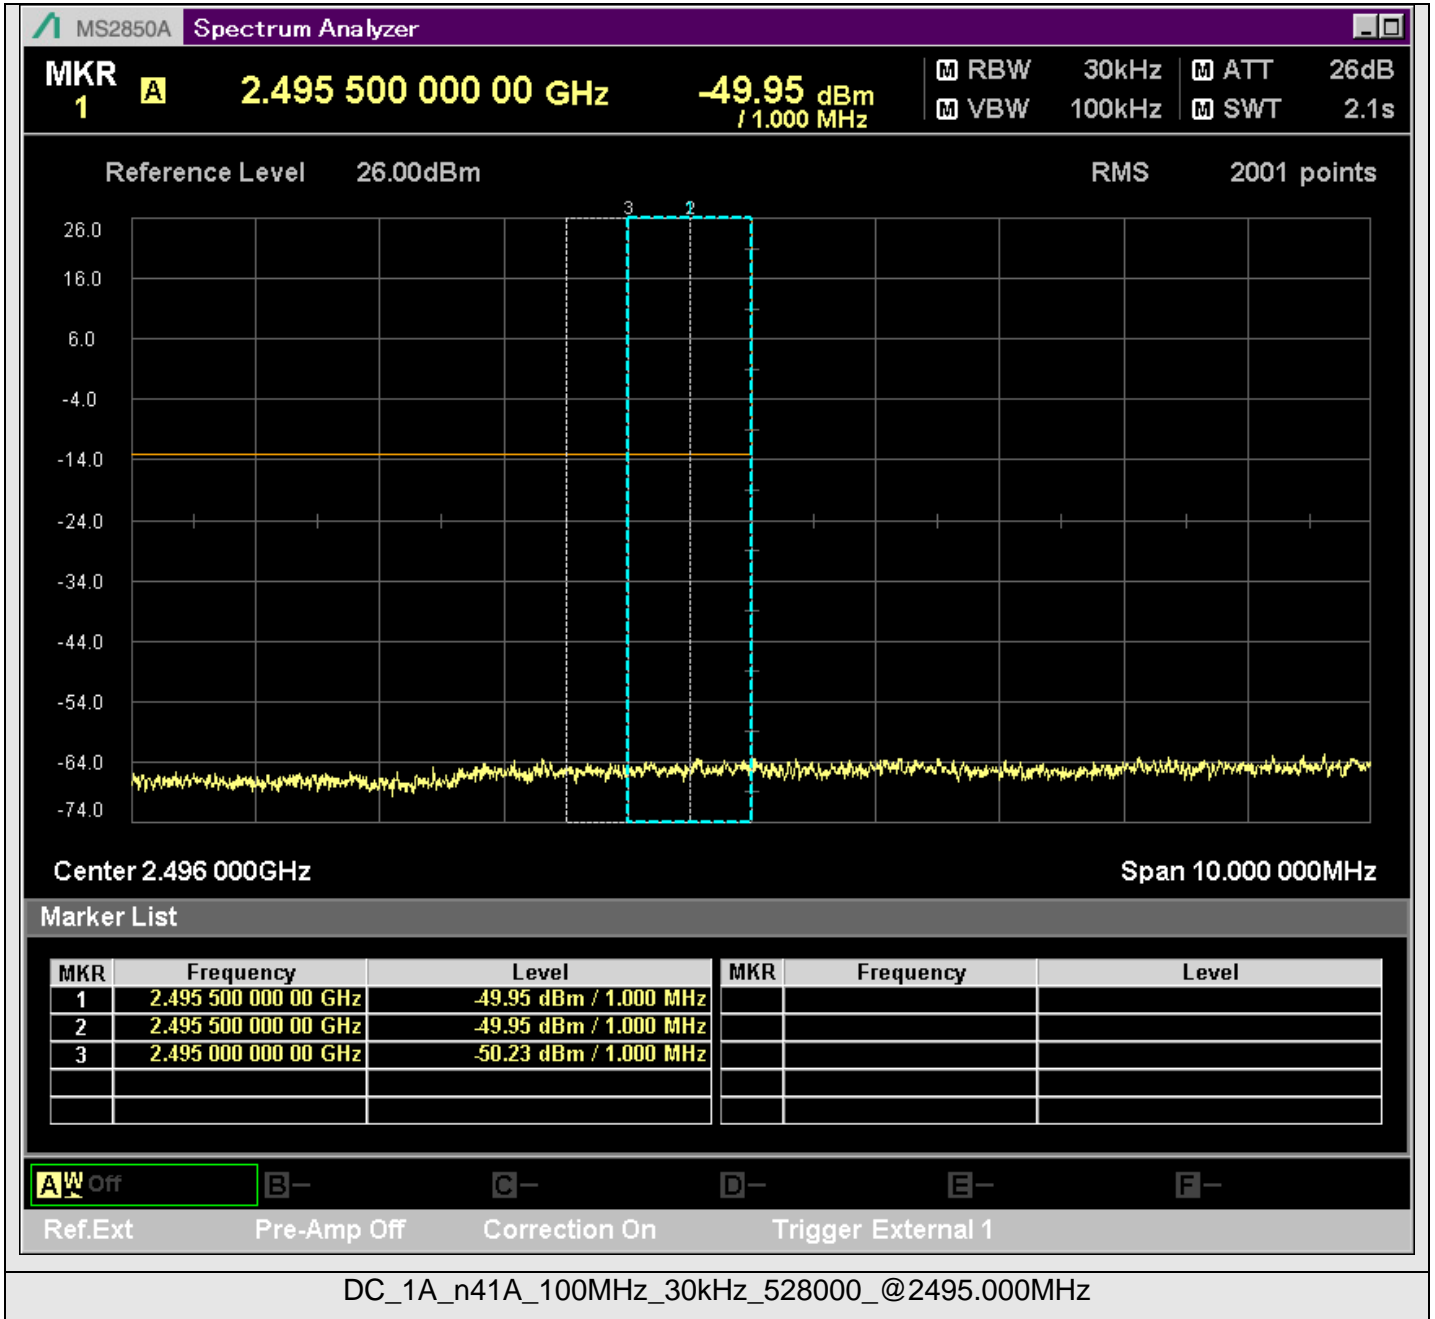 MS2850A Spectrum Analyzer
MKR 1 A 2.495 500 000 00 GHz -49.95 dBm / 1.000 MHz
M RBW 30kHz M ATT 26dB
M VBW 100kHz M SWT 2.1s
Reference Level 26.00dBm RMS 2001 points
3 2
26.0
16.0
6.0
-4.0
-14.0
-24.0
-34.0
-44.0
-54.0
-64.0
-74.0
Center 2.496 000GHz Span 10.000 000MHz
Marker List
MKR Frequency Level MKR Frequency Level
1 2.495 500 000 00 GHz -49.95 dBm / 1.000 MHz
2 2.495 500 000 00 GHz -49.95 dBm / 1.000 MHz
3 2.495 000 000 00 GHz -50.23 dBm / 1.000 MHz
A W Off B- C- D- E- F-
Ref.Ext Pre-Amp Off Correction On Trigger External 1
DC_1A_n41A_100MHz_30kHz_528000_@2495.000MHz